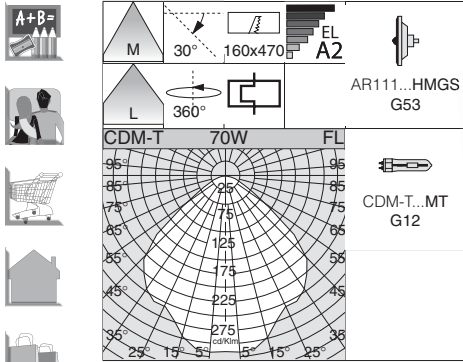 A+B=
M
30°
160x470
EL
A2
L
360°
AR111...HMGS
G53
CDM-T 70W FL
CDM-T...MT
G12
95° 95
85° 85
75° 75
65° 65
55° 55
45° 45
35
25
75
125
175
225
275
cd/Klm
25° 15° 5° 5° 15° 25°